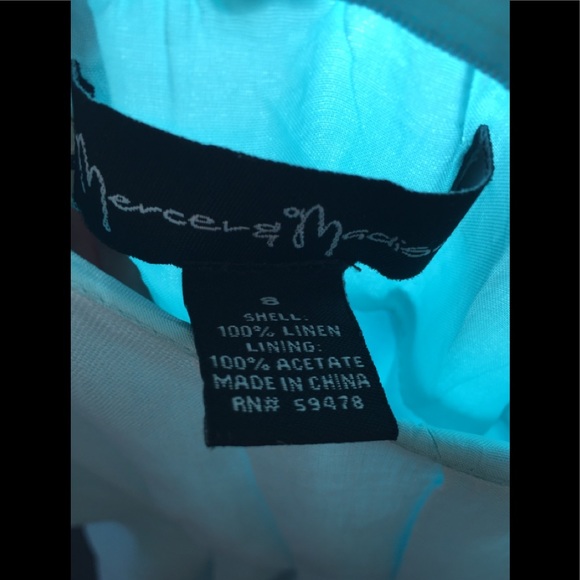 Mercer & Madis
8
SHELL:
100% LINEN
LINING:
100% ACETATE
MADE IN CHINA
RN# 59478